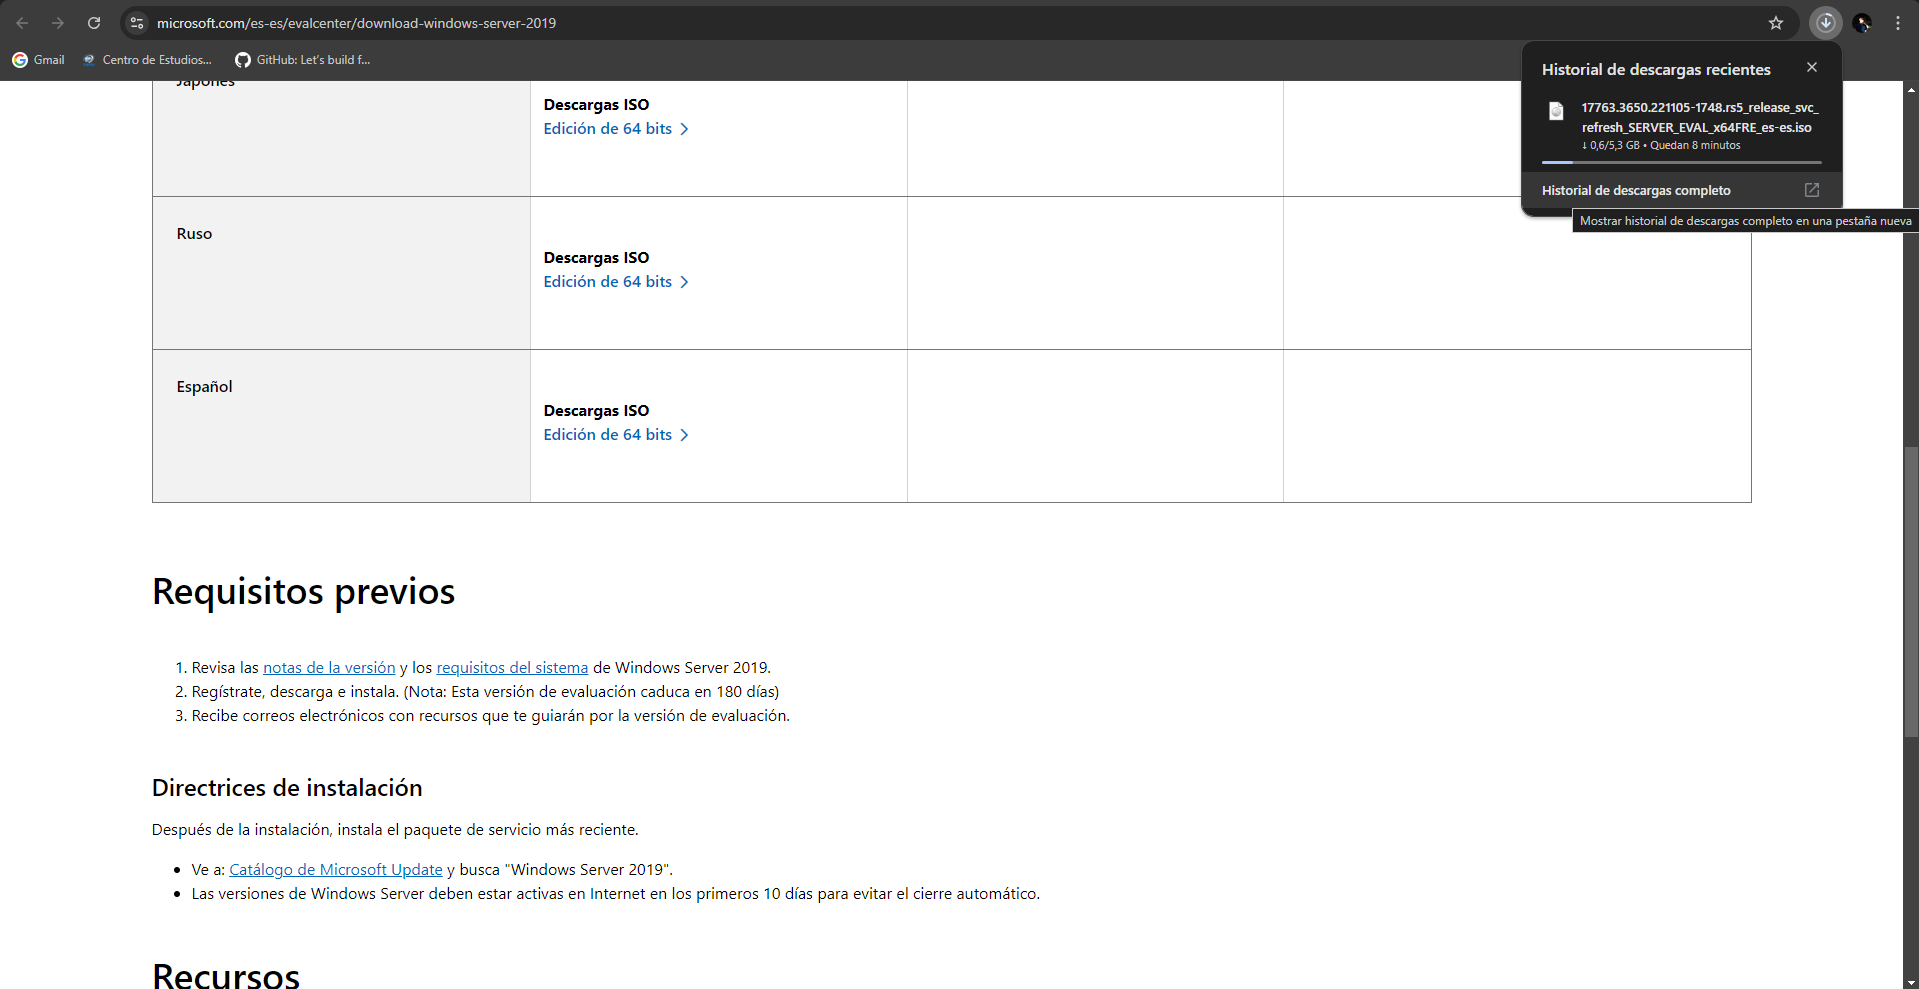 microsoft.com/es-es/evalcenter/download-windows-server-2019
Gmail
Centro de Estudios...
GitHub: Let's build f...
Historial de descargas recientes
17763.3650.221105-1748.rs5_release_svc_
refresh_SERVER_EVAL_x64FRE_es-es.iso
↓ 0,6/5,3 GB • Quedan 8 minutos
Historial de descargas completo
Mostrar historial de descargas completo en una pestaña nueva
Japonés
Descargas ISO
Edición de 64 bits
Ruso
Descargas ISO
Edición de 64 bits
Español
Descargas ISO
Edición de 64 bits
Requisitos previos
1. Revisa las notas de la versión y los requisitos del sistema de Windows Server 2019.
2. Regístrate, descarga e instala. (Nota: Esta versión de evaluación caduca en 180 días)
3. Recibe correos electrónicos con recursos que te guiarán por la versión de evaluación.
Directrices de instalación
Después de la instalación, instala el paquete de servicio más reciente.
• Ve a: Catálogo de Microsoft Update y busca "Windows Server 2019".
• Las versiones de Windows Server deben estar activas en Internet en los primeros 10 días para evitar el cierre automático.
Recursos